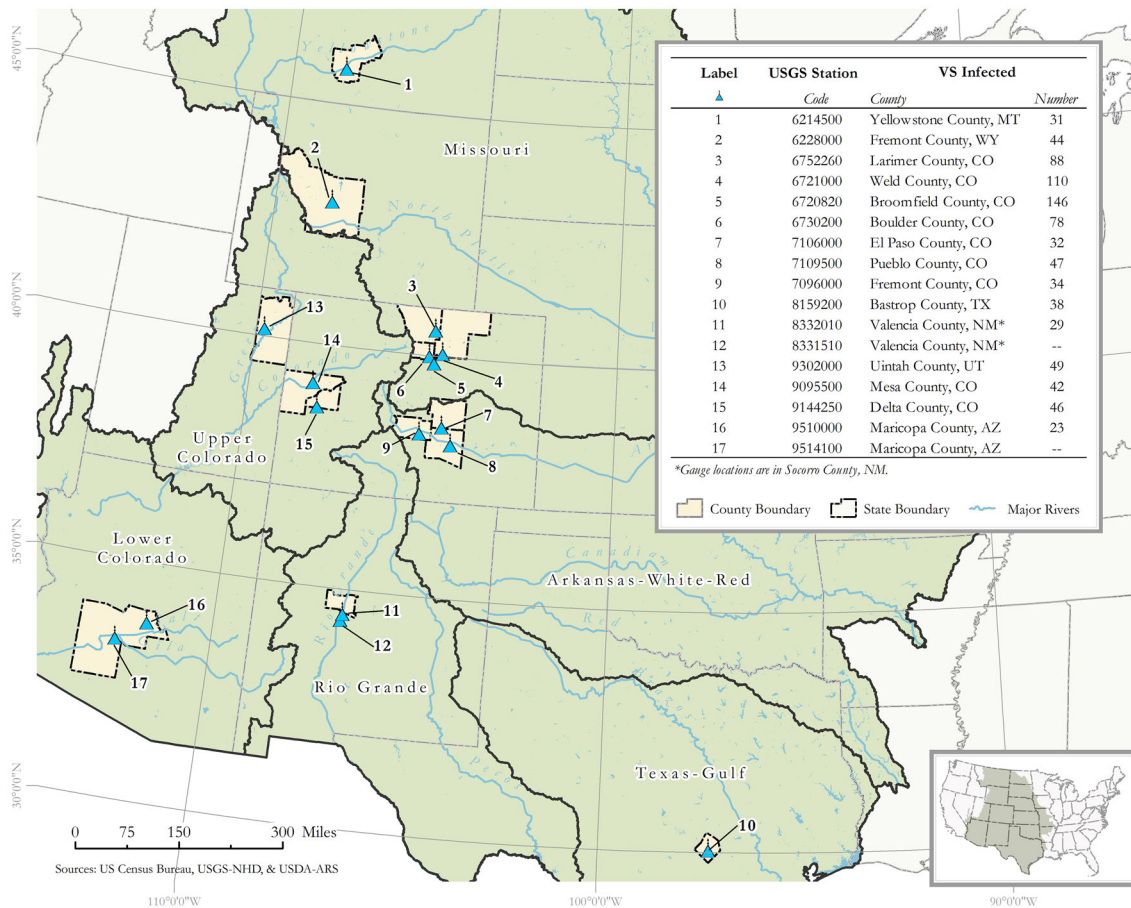 45°0'0"N
40°0'0"N
35°0'0"N
30°0'0"N
110°0'0"W
100°0'0"W
90°0'0"W
Yellowstone
1
Missouri
2
North Platte
3
13
14
Green
Colorado
6
5
4
7
15
9
8
Upper
Colorado
Lower
Colorado
Canadian
Arkansas-White-Red
Red
Rio Grande
16
11
12
17
Gila
Rio Grande
Pecos
Texas-Gulf
10
Label USGS Station VS Infected
Code County Number
1 6214500 Yellowstone County, MT 31
2 6228000 Fremont County, WY 44
3 6752260 Larimer County, CO 88
4 6721000 Weld County, CO 110
5 6720820 Broomfield County, CO 146
6 6730200 Boulder County, CO 78
7 7106000 El Paso County, CO 32
8 7109500 Pueblo County, CO 47
9 7096000 Fremont County, CO 34
10 8159200 Bastrop County, TX 38
11 8332010 Valencia County, NM* 29
12 8331510 Valencia County, NM* --
13 9302000 Uintah County, UT 49
14 9095500 Mesa County, CO 42
15 9144250 Delta County, CO 46
16 9510000 Maricopa County, AZ 23
17 9514100 Maricopa County, AZ --
*Gauge locations are in Socorro County, NM.
County Boundary State Boundary Major Rivers
0 75 150 300 Miles
Sources: US Census Bureau, USGS-NHD, & USDA-ARS